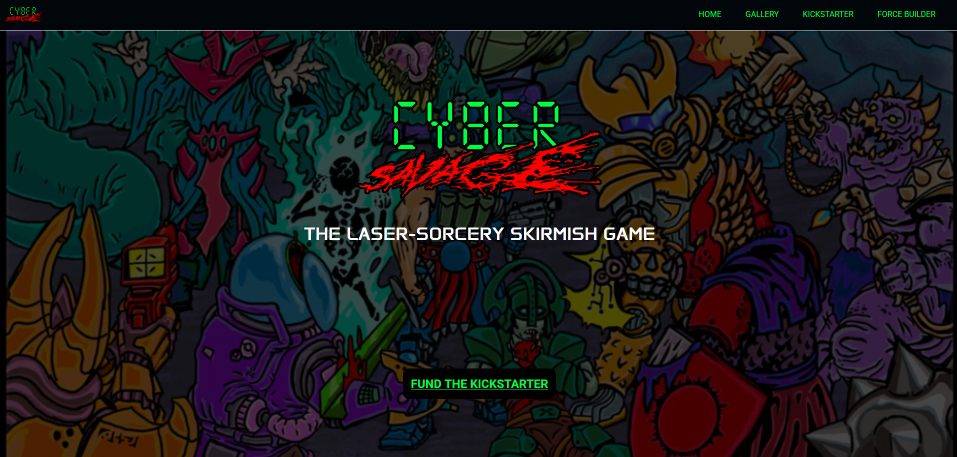 CYBER
SAVAGE
HOME GALLERY KICKSTARTER FORCE BUILDER
CYBER
SAVAGE
THE LASER-SORCERY SKIRMISH GAME
FUND THE KICKSTARTER